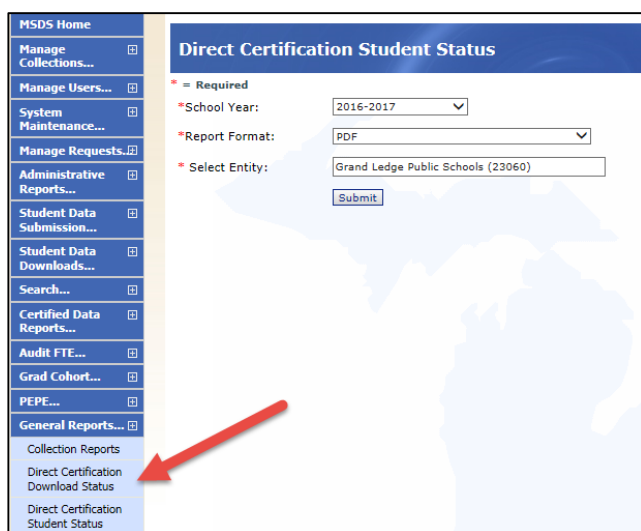 MSDS Home
Manage
Collections...
Manage Users...
System
Maintenance...
Manage Requests...
Administrative
Reports...
Student Data
Submission...
Student Data
Downloads...
Search...
Certified Data
Reports...
Audit FTE...
Grad Cohort...
PEPE...
General Reports...
Collection Reports
Direct Certification
Download Status
Direct Certification
Student Status
Direct Certification Student Status
* = Required
*School Year: 2016-2017
*Report Format: PDF
* Select Entity: Grand Ledge Public Schools (23060)
Submit